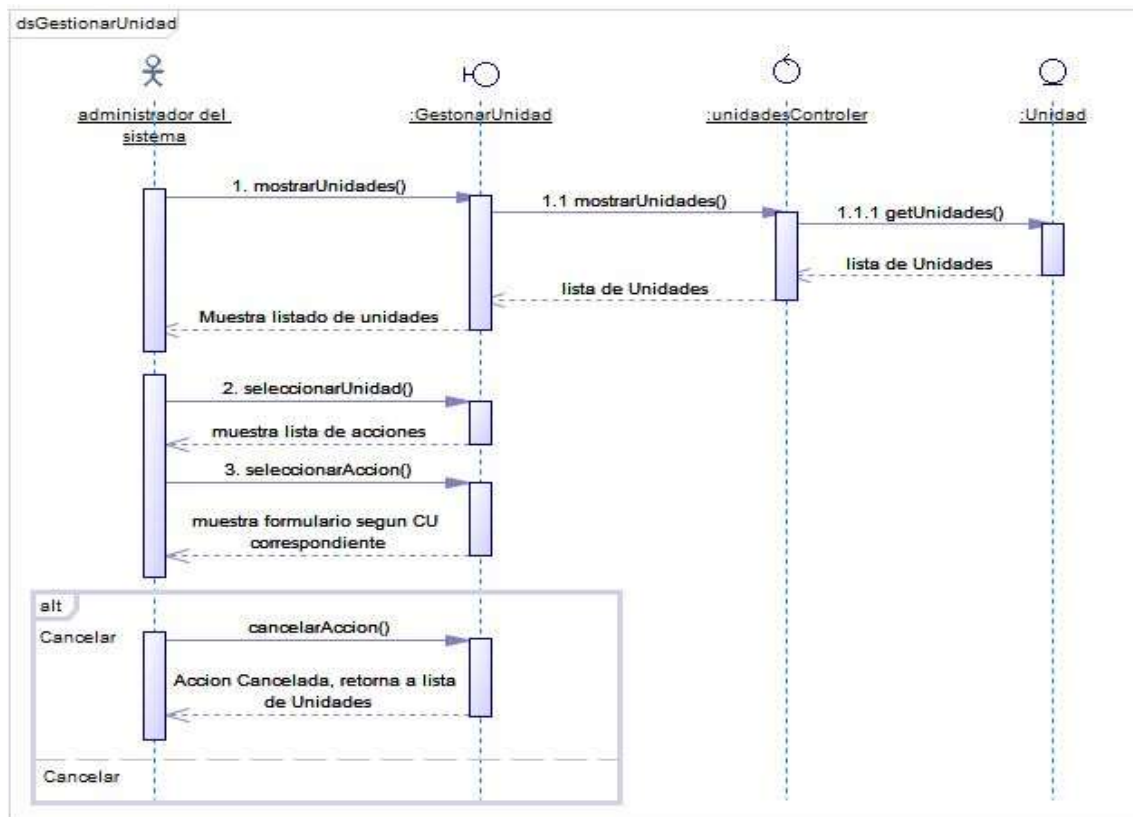 dsGestionarUnidad
administrador del
sistema
:GestonarUnidad
:unidadesControler
:Unidad
1. mostrarUnidades()
1.1 mostrarUnidades()
1.1.1 getUnidades()
lista de Unidades
lista de Unidades
Muestra listado de unidades
2. seleccionarUnidad()
muestra lista de acciones
3. seleccionarAccion()
muestra formulario segun CU
correspondiente
alt
Cancelar
cancelarAccion()
Accion Cancelada, retorna a lista
de Unidades
Cancelar